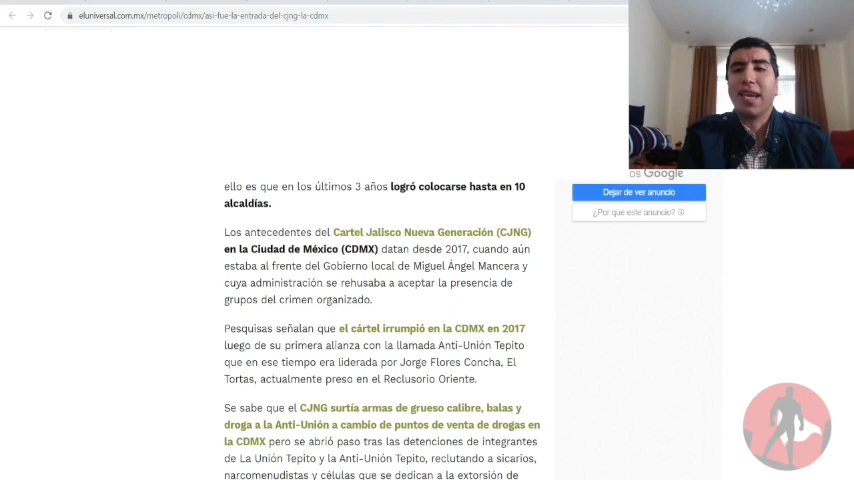 eluniversal.com.mx/metropoli/cdmx/asi-fue-la-entrada-del-cjng-la-cdmx
os Google
Dejar de ver anuncio
¿Por qué este anuncio?
ello es que en los últimos 3 años logró colocarse hasta en 10
alcaldías.
Los antecedentes del Cartel Jalisco Nueva Generación (CJNG)
en la Ciudad de México (CDMX) datan desde 2017, cuando aún
estaba al frente del Gobierno local de Miguel Ángel Mancera y
cuya administración se rehusaba a aceptar la presencia de
grupos del crimen organizado.
Pesquisas señalan que el cártel irrumpió en la CDMX en 2017
luego de su primera alianza con la llamada Anti-Unión Tepito
que en ese tiempo era liderada por Jorge Flores Concha, El
Tortas, actualmente preso en el Reclusorio Oriente.
Se sabe que el CJNG surtía armas de grueso calibre, balas y
droga a la Anti-Unión a cambio de puntos de venta de drogas en
la CDMX pero se abrió paso tras las detenciones de integrantes
de La Unión Tepito y la Anti-Unión Tepito, reclutando a sicarios,
narcomenudistas y células que se dedican a la extorsión de